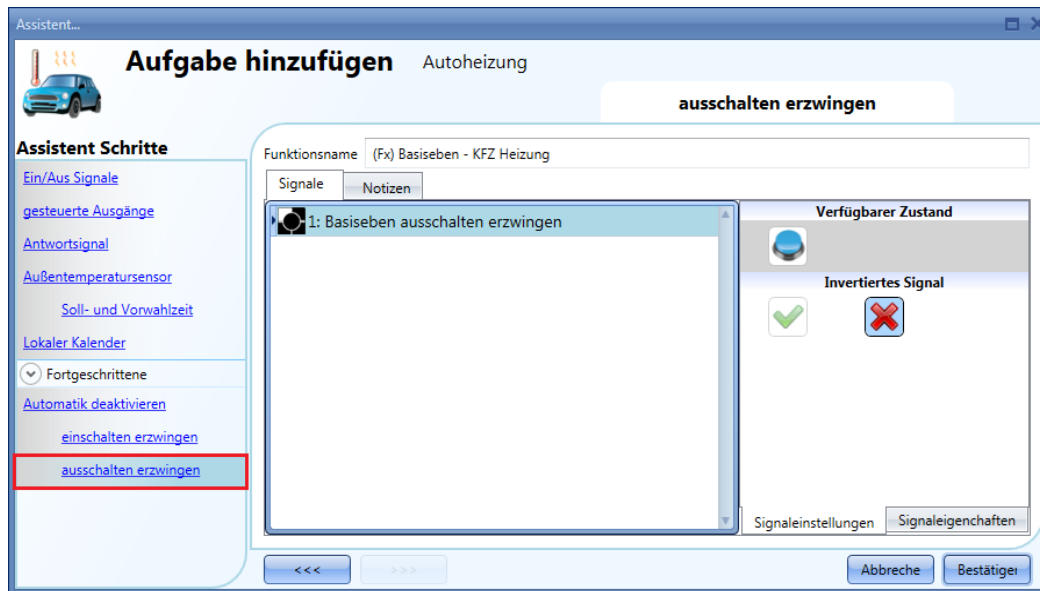 Assistent...
Aufgabe hinzufügen Autoheizung
ausschalten erzwingen
Assistent Schritte
Ein/Aus Signale
gesteuerte Ausgänge
Antwortsignal
Außentemperatursensor
Soll- und Vorwahlzeit
Lokaler Kalender
Fortgeschrittene
Automatik deaktivieren
einschalten erzwingen
ausschalten erzwingen
Funktionsname (Fx) Basiseben - KFZ Heizung
Signale Notizen
1: Basiseben ausschalten erzwingen
Verfügbarer Zustand
Invertiertes Signal
Signaleinstellungen Signaleigenchaften
<<< >>> Abbreche Bestätiger